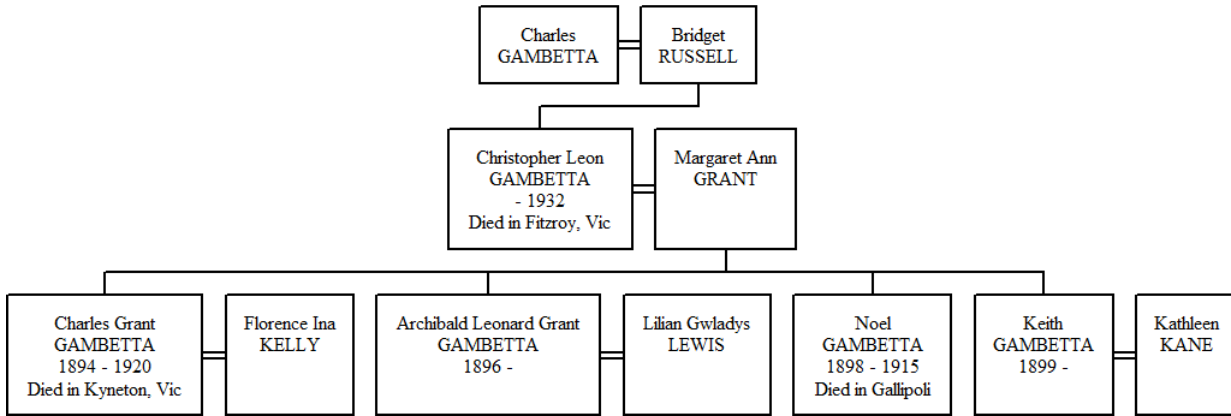 Charles
GAMBETTA
Bridget
RUSSELL
Christopher Leon
GAMBETTA
- 1932
Died in Fitzroy, Vic
Margaret Ann
GRANT
Charles Grant
GAMBETTA
1894 - 1920
Died in Kyneton, Vic
Florence Ina
KELLY
Archibald Leonard Grant
GAMBETTA
1896 -
Lilian Gwladys
LEWIS
Noel
GAMBETTA
1898 - 1915
Died in Gallipoli
Keith
GAMBETTA
1899 -
Kathleen
KANE